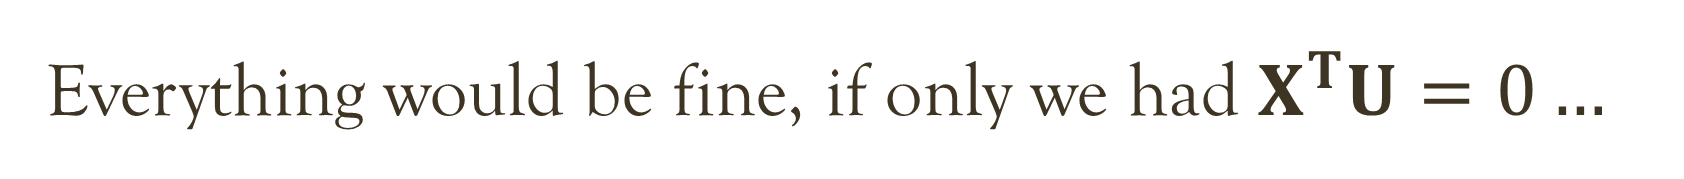 Everything would be fine, if only we had XᵀU = 0 ...